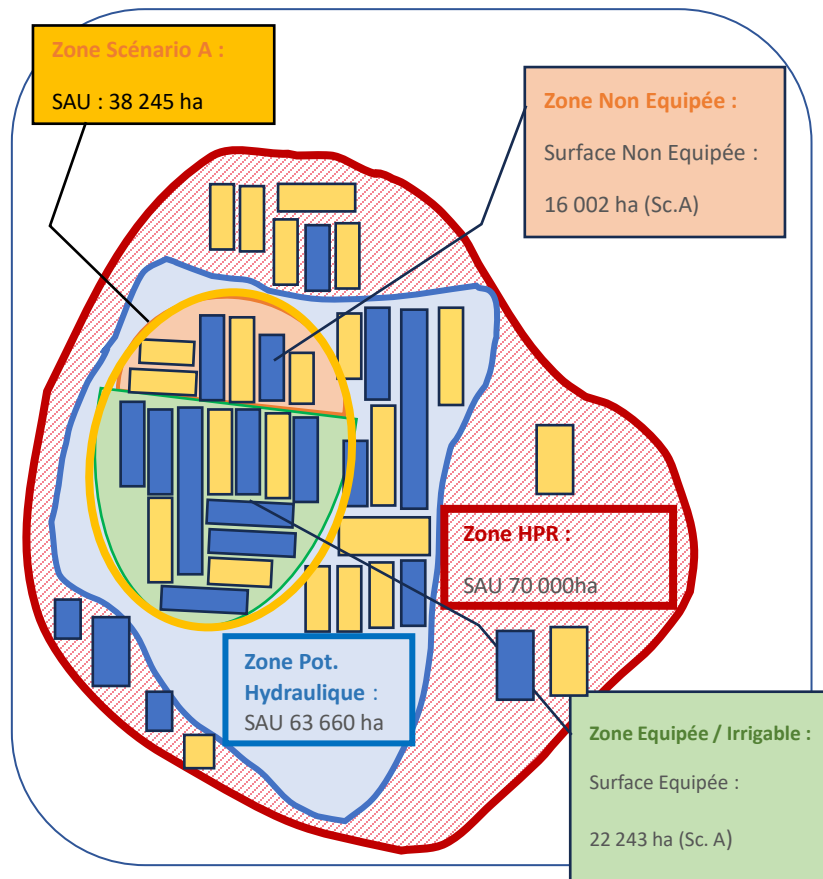 Zone Scénario A :
SAU : 38 245 ha
Zone Non Equipée :
Surface Non Equipée :
16 002 ha (Sc.A)
Zone HPR :
SAU 70 000ha
Zone Pot.
Hydraulique :
SAU 63 660 ha
Zone Equipée / Irrigable :
Surface Equipée :
22 243 ha (Sc. A)